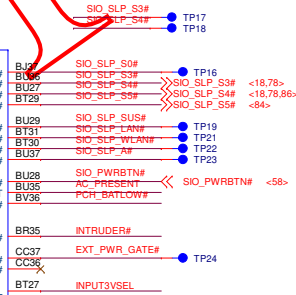 SIO_SLP_S3# TP17
SIO_SLP_S4# TP18
BJ37 SIO_SLP_S0# TP16
BU36 SIO_SLP_S3# SIO_SLP_S3# <18,78>
BU27 SIO_SLP_S4# SIO_SLP_S4# <18,78,86>
BT29 SIO_SLP_S5# SIO_SLP_S5# <84>
BU29 SIO_SLP_SUS# TP19
BT31 SIO_SLP_LAN# TP21
BT30 SIO_SLP_WLAN# TP22
BU37 SIO_SLP_A# TP23
BU28 SIO_PWRBTN# SIO_PWRBTN# <58>
BU35 AC_PRESENT
BV36 PCH_BATLOW#
BR35 INTRUDER#
CC37 EXT_PWR_GATE# TP24
CC36
BT27 INPUT3VSEL